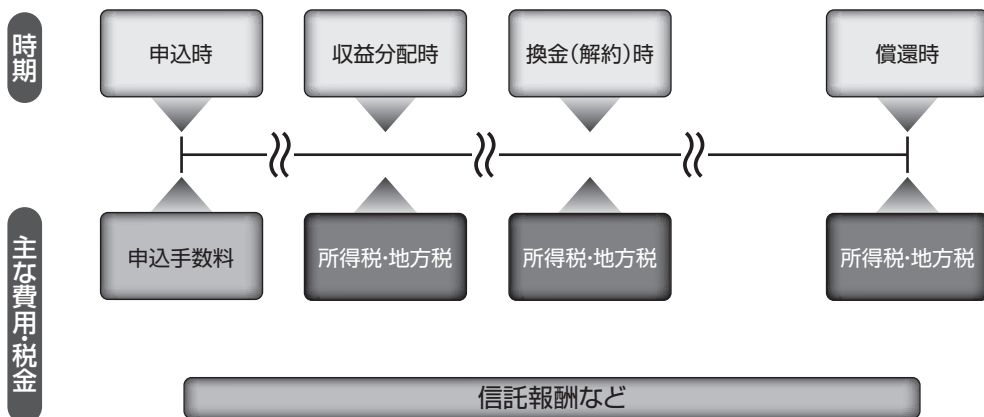 時期
申込時
収益分配時
換金(解約)時
償還時
主な費用・税金
申込手数料
所得税・地方税
所得税・地方税
所得税・地方税
信託報酬など